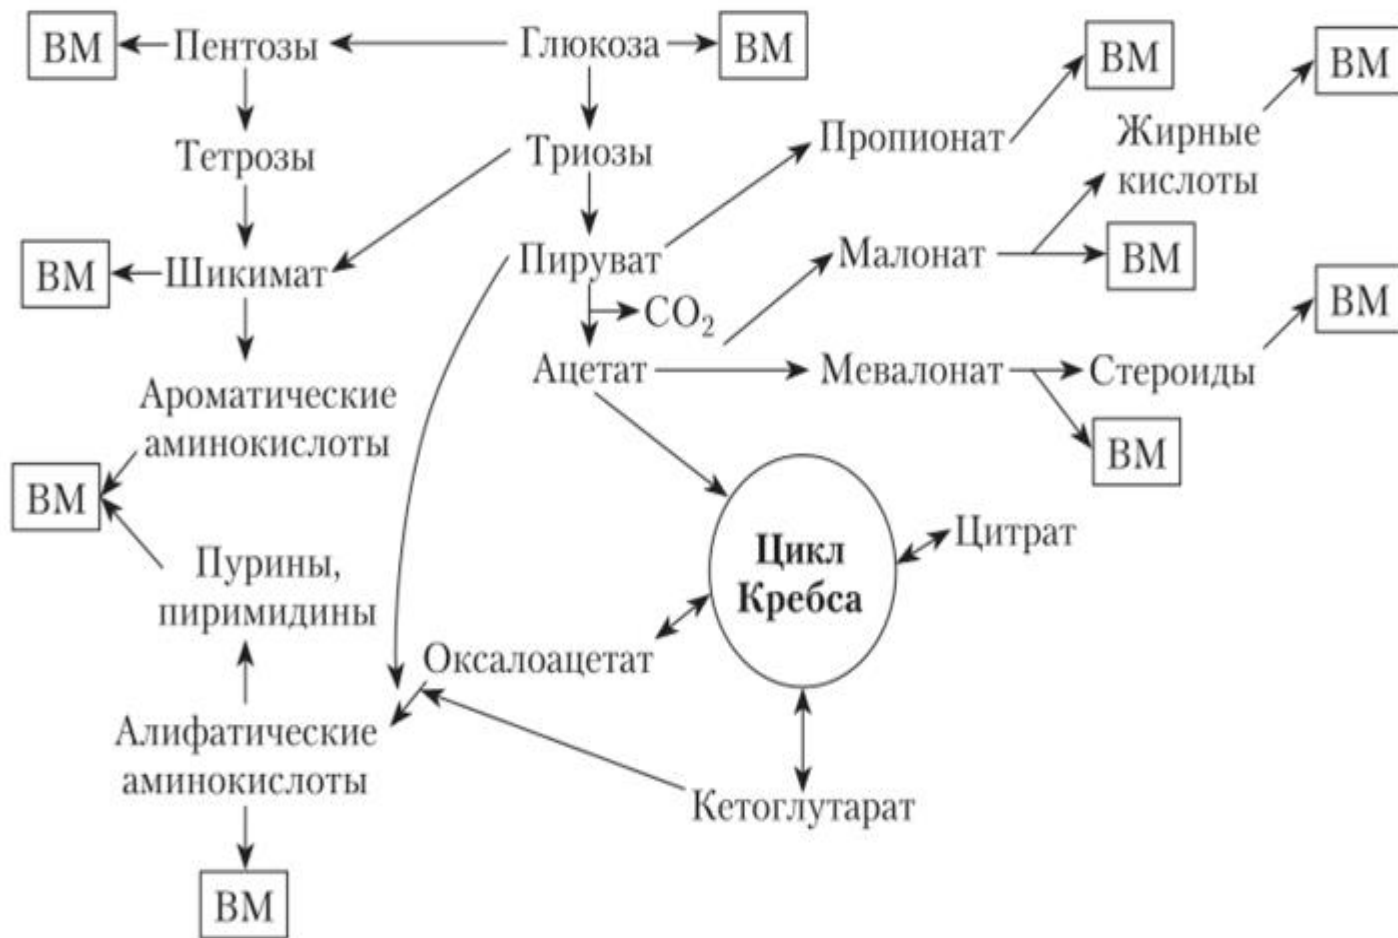 ВМ
Пентозы
Глюкоза
ВМ
ВМ
ВМ
Тетрозы
Триозы
Пропионат
Жирные
кислоты
ВМ
Шикимат
Пируват
Малонат
ВМ
CO₂
ВМ
Ацетат
Мевалонат
Стероиды
ВМ
Ароматические
аминокислоты
ВМ
Пурины,
пиримидины
Цикл
Кребса
Цитрат
Оксалоацетат
Алифатические
аминокислоты
Кетоглутарат
ВМ